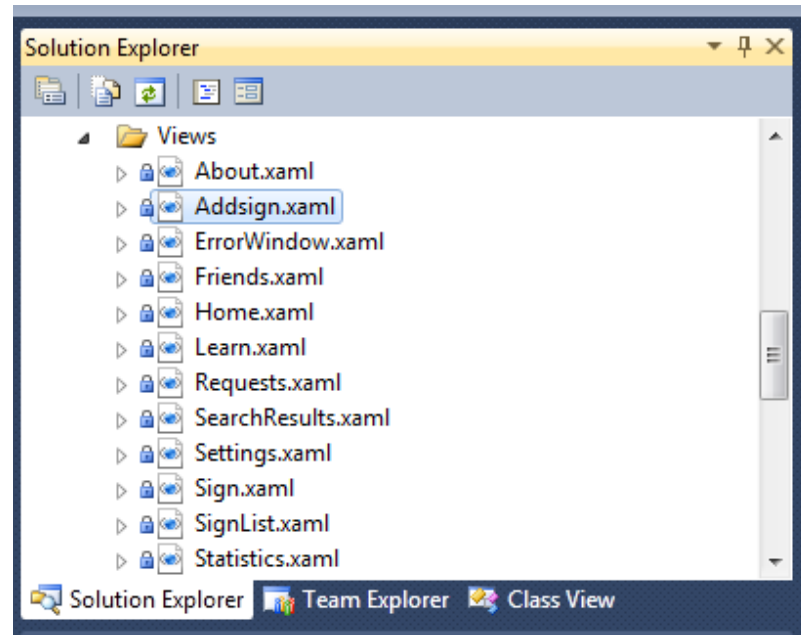 Solution Explorer
Views
About.xaml
Addsign.xaml
ErrorWindow.xaml
Friends.xaml
Home.xaml
Learn.xaml
Requests.xaml
SearchResults.xaml
Settings.xaml
Sign.xaml
SignList.xaml
Statistics.xaml
Solution Explorer Team Explorer Class View